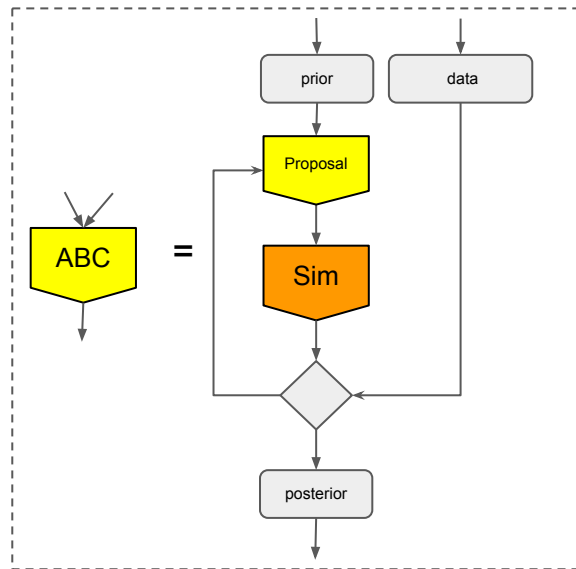 prior
data
Proposal
ABC
=
Sim
posterior